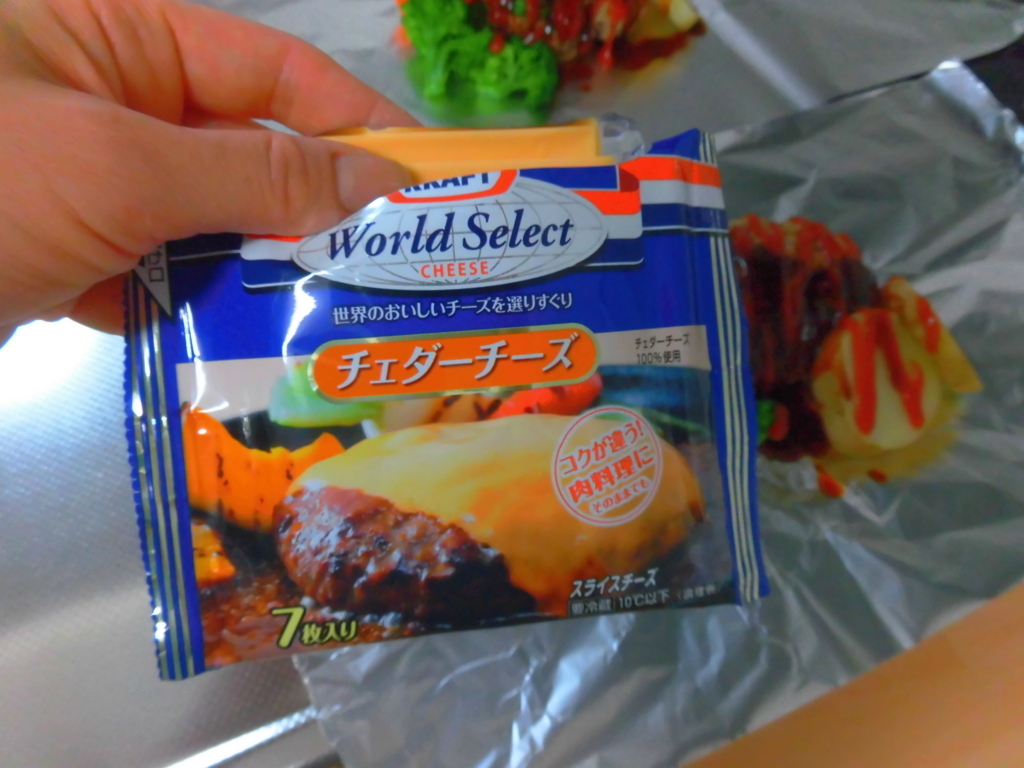 KRAFT
World Select
CHEESE
世界のおいしいチーズを選りすぐり
チェダーチーズ
チェダーチーズ
100%使用
コクが違う!
肉料理に
そのままでも
スライスチーズ
要冷蔵 10℃以下
7枚入り